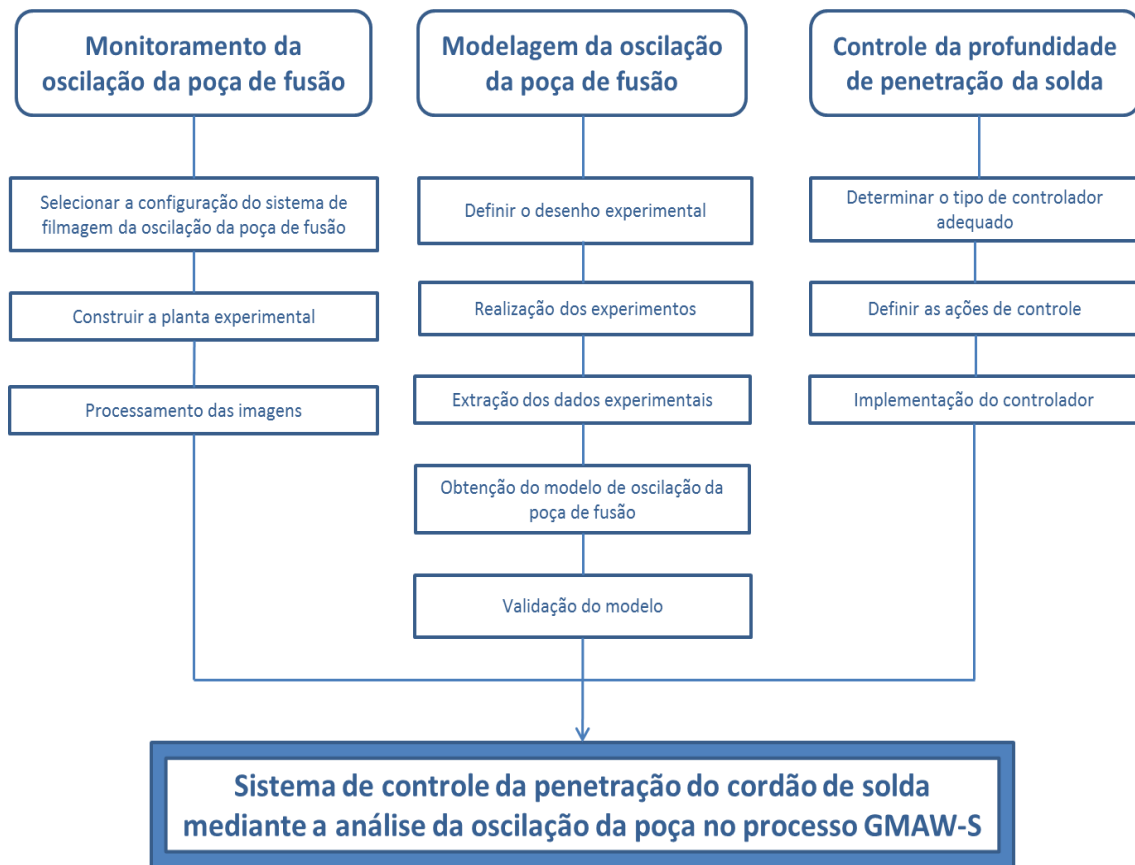 Monitoramento da
oscilação da poça de fusão
Selecionar a configuração do sistema de
filmagem da oscilação da poça de fusão
Construir a planta experimental
Processamento das imagens
Modelagem da oscilação
da poça de fusão
Definir o desenho experimental
Realização dos experimentos
Extração dos dados experimentais
Obtenção do modelo de oscilação da
poça de fusão
Validação do modelo
Controle da profundidade
de penetração da solda
Determinar o tipo de controlador
adequado
Definir as ações de controle
Implementação do controlador
Sistema de controle da penetração do cordão de solda
mediante a análise da oscilação da poça no processo GMAW-S